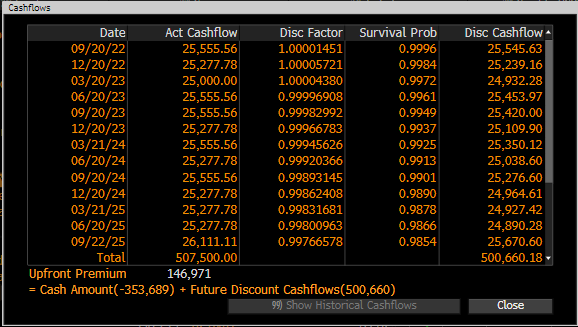 Cashflows
Date Act Cashflow Disc Factor Survival Prob Disc Cashflow
09/20/22 25,555.56 1.00001451 0.9996 25,545.63
12/20/22 25,277.78 1.00005721 0.9984 25,239.16
03/20/23 25,000.00 1.00004380 0.9972 24,932.28
06/20/23 25,555.56 0.99996908 0.9961 25,453.97
09/20/23 25,555.56 0.99982992 0.9949 25,420.00
12/20/23 25,277.78 0.99966783 0.9937 25,109.90
03/21/24 25,555.56 0.99945626 0.9925 25,350.12
06/20/24 25,277.78 0.99920366 0.9913 25,038.60
09/20/24 25,555.56 0.99893145 0.9901 25,276.60
12/20/24 25,277.78 0.99862408 0.9890 24,964.61
03/21/25 25,277.78 0.99831681 0.9878 24,927.42
06/20/25 25,277.78 0.99800963 0.9866 24,890.28
09/22/25 26,111.11 0.99766578 0.9854 25,670.60
Total 507,500.00 500,660.18
Upfront Premium 146,971
= Cash Amount(-353,689) + Future Discount Cashflows(500,660)
99) Show Historical Cashflows Close